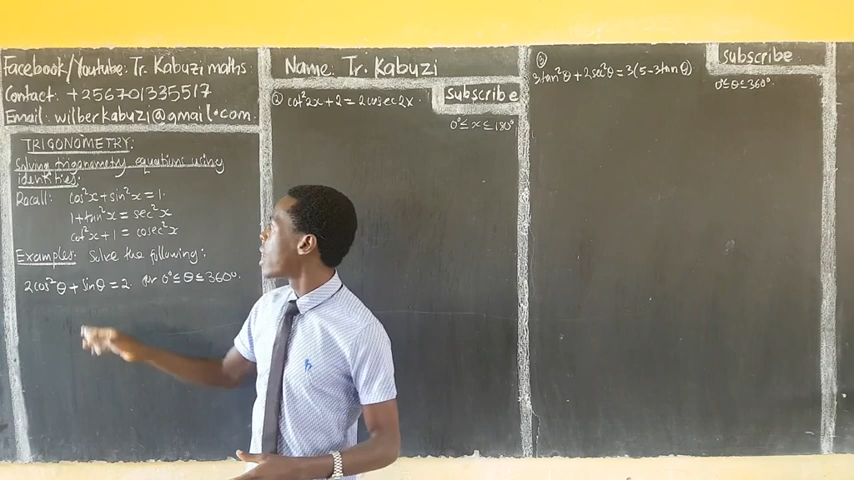 Facebook/Youtube: Tr. Kabuzi maths
Contact: +256701335517
Email: wilberkabuzi@gmail.com
TRIGONOMETRY:
Solving trigonometry equations using
identities:
Recall: cos²x + sin²x = 1
1 + tan²x = sec²x
cot²x + 1 = cosec²x
Examples: Solve the following:
2cos²θ + sinθ = 2 for 0° ≤ θ ≤ 360°.
Name: Tr. Kabuzi
subscribe
② cot²2x + 2 = 2cosec2x.
0° ≤ x ≤ 180°
subscribe
③
3tan²θ + 2sec²θ = 3(5 - 3tanθ)
0° ≤ θ ≤ 360°.